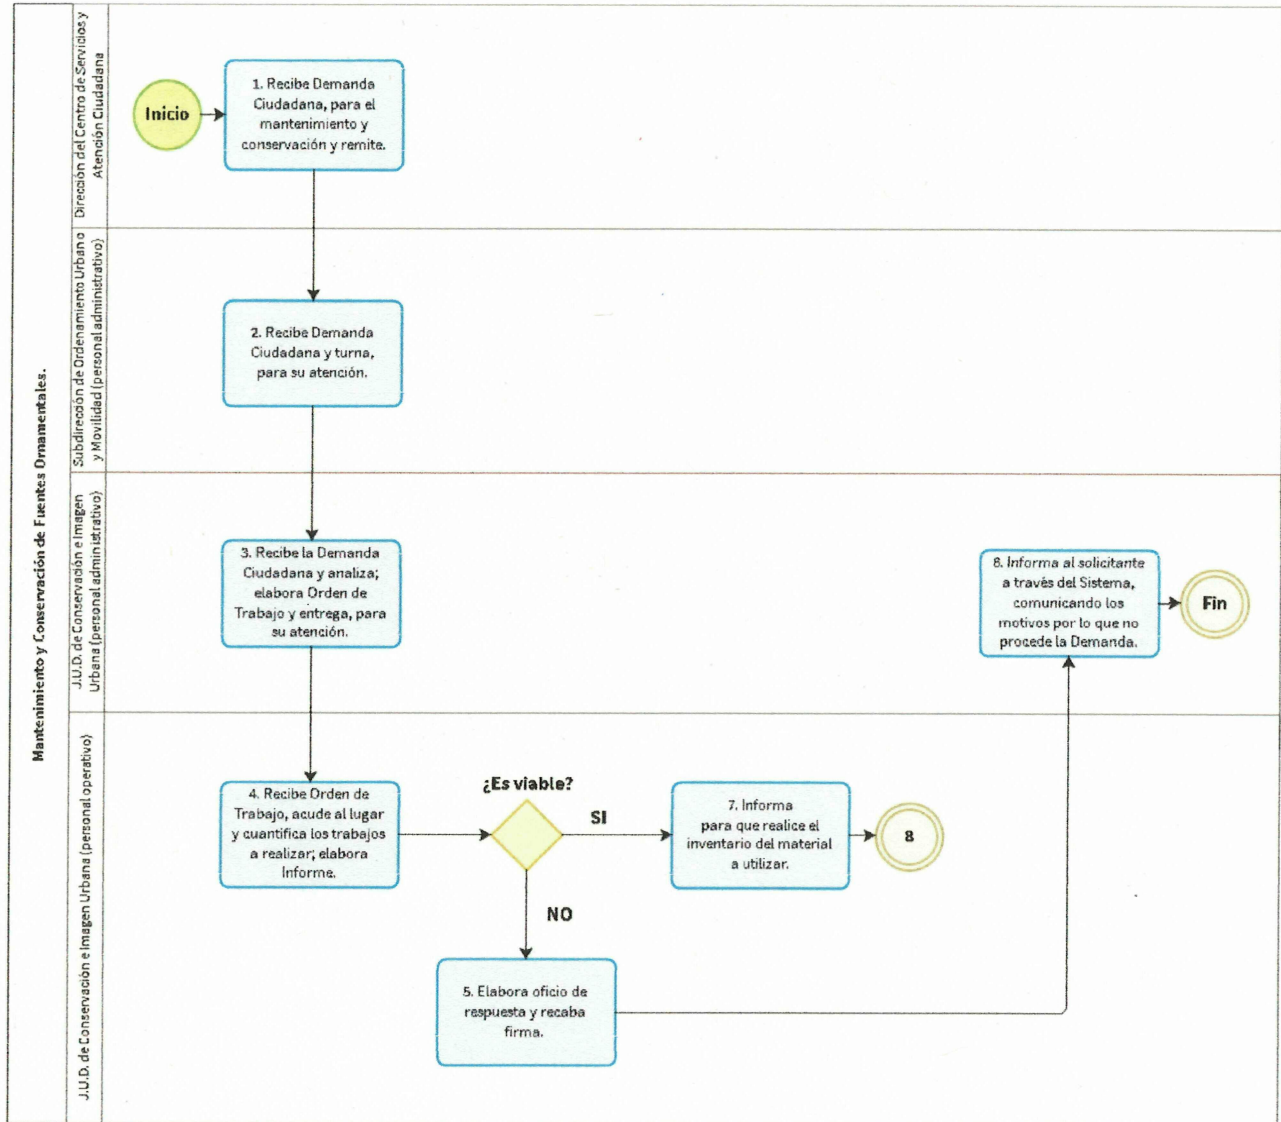 Mantenimiento y Conservación de Fuentes Ornamentales.
Dirección del Centro de Servicios y
Atención Ciudadana
Inicio
1. Recibe Demanda
Ciudadana, para el
mantenimiento y
conservación y remite.
Subdirección de Ordenamiento Urbano
y Movilidad (personal administrativo)
2. Recibe Demanda
Ciudadana y turna,
para su atención.
J.U.D. de Conservación e Imagen
Urbana (personal administrativo)
3. Recibe la Demanda
Ciudadana y analiza;
elabora Orden de
Trabajo y entrega, para
su atención.
6. Informa al solicitante
a través del Sistema,
comunicando los
motivos por lo que no
procede la Demanda.
Fin
J.U.D. de Conservación e Imagen Urbana (personal operativo)
4. Recibe Orden de
Trabajo, acude al lugar
y cuantifica los trabajos
a realizar; elabora
Informe.
¿Es viable?
SI
7. Informa
para que realice el
inventario del material
a utilizar.
8
NO
5. Elabora oficio de
respuesta y recaba
firma.